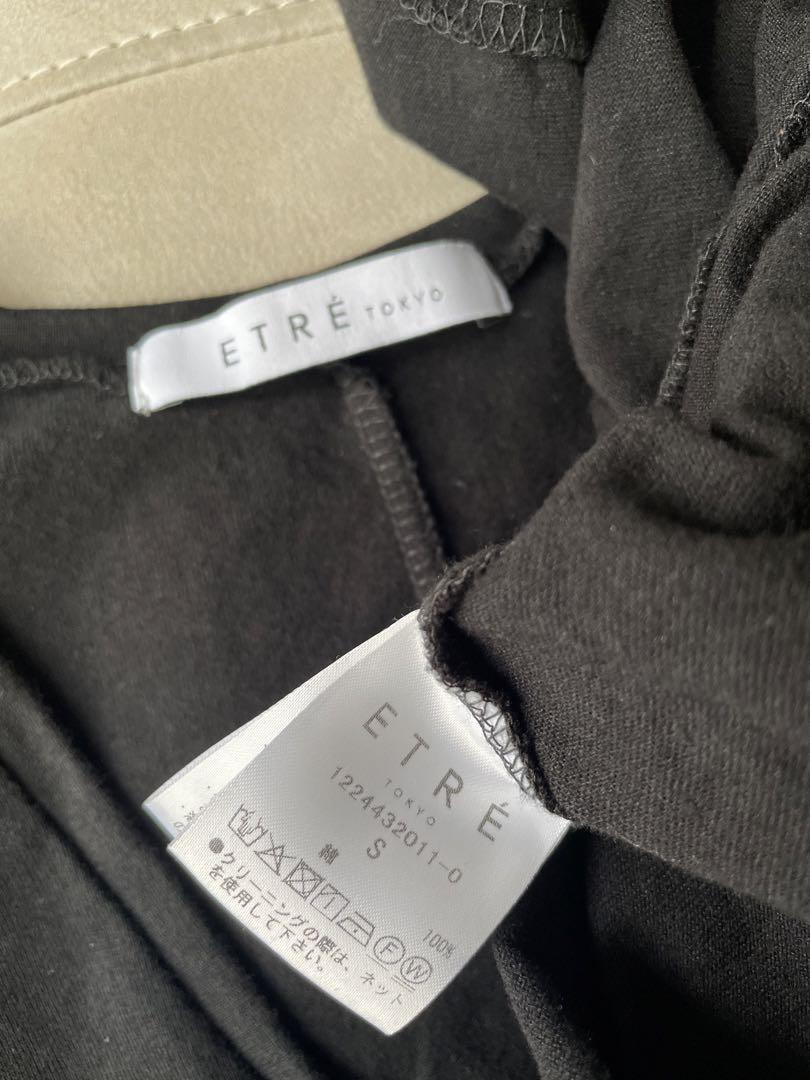 ETRÉ TOKYO
ETRÉ
TOKYO
1224432011-0
S
綿 100%
F W
●クリーニングの際は、ネット
を使用して下さい。